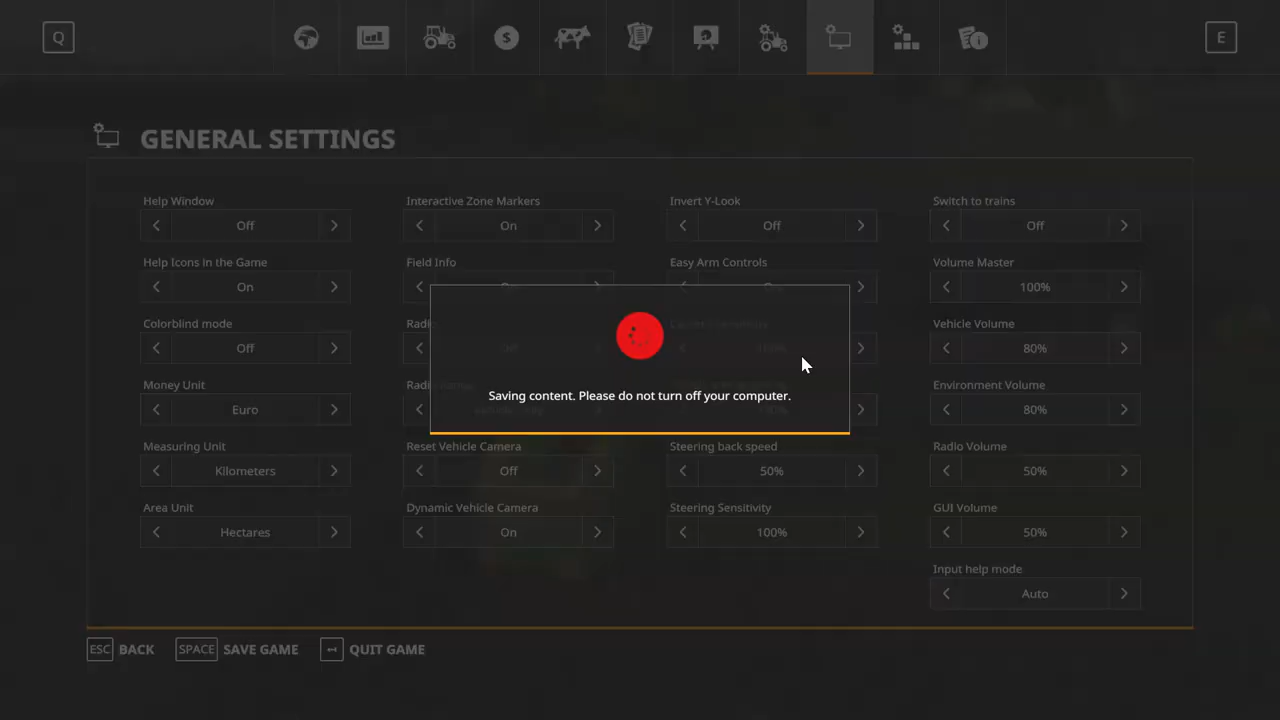 Q
E
GENERAL SETTINGS
Help Window
Off
Interactive Zone Markers
On
Invert Y-Look
Off
Switch to trains
Off
Help Icons in the Game
On
Field Info
Easy Arm Controls
Volume Master
100%
Colorblind mode
Off
Vehicle Volume
80%
Saving content. Please do not turn off your computer.
Money Unit
Euro
Environment Volume
80%
Measuring Unit
Kilometers
Reset Vehicle Camera
Off
Steering back speed
50%
Radio Volume
50%
Area Unit
Hectares
Dynamic Vehicle Camera
On
Steering Sensitivity
100%
GUI Volume
50%
Input help mode
Auto
ESC BACK
SPACE SAVE GAME
QUIT GAME